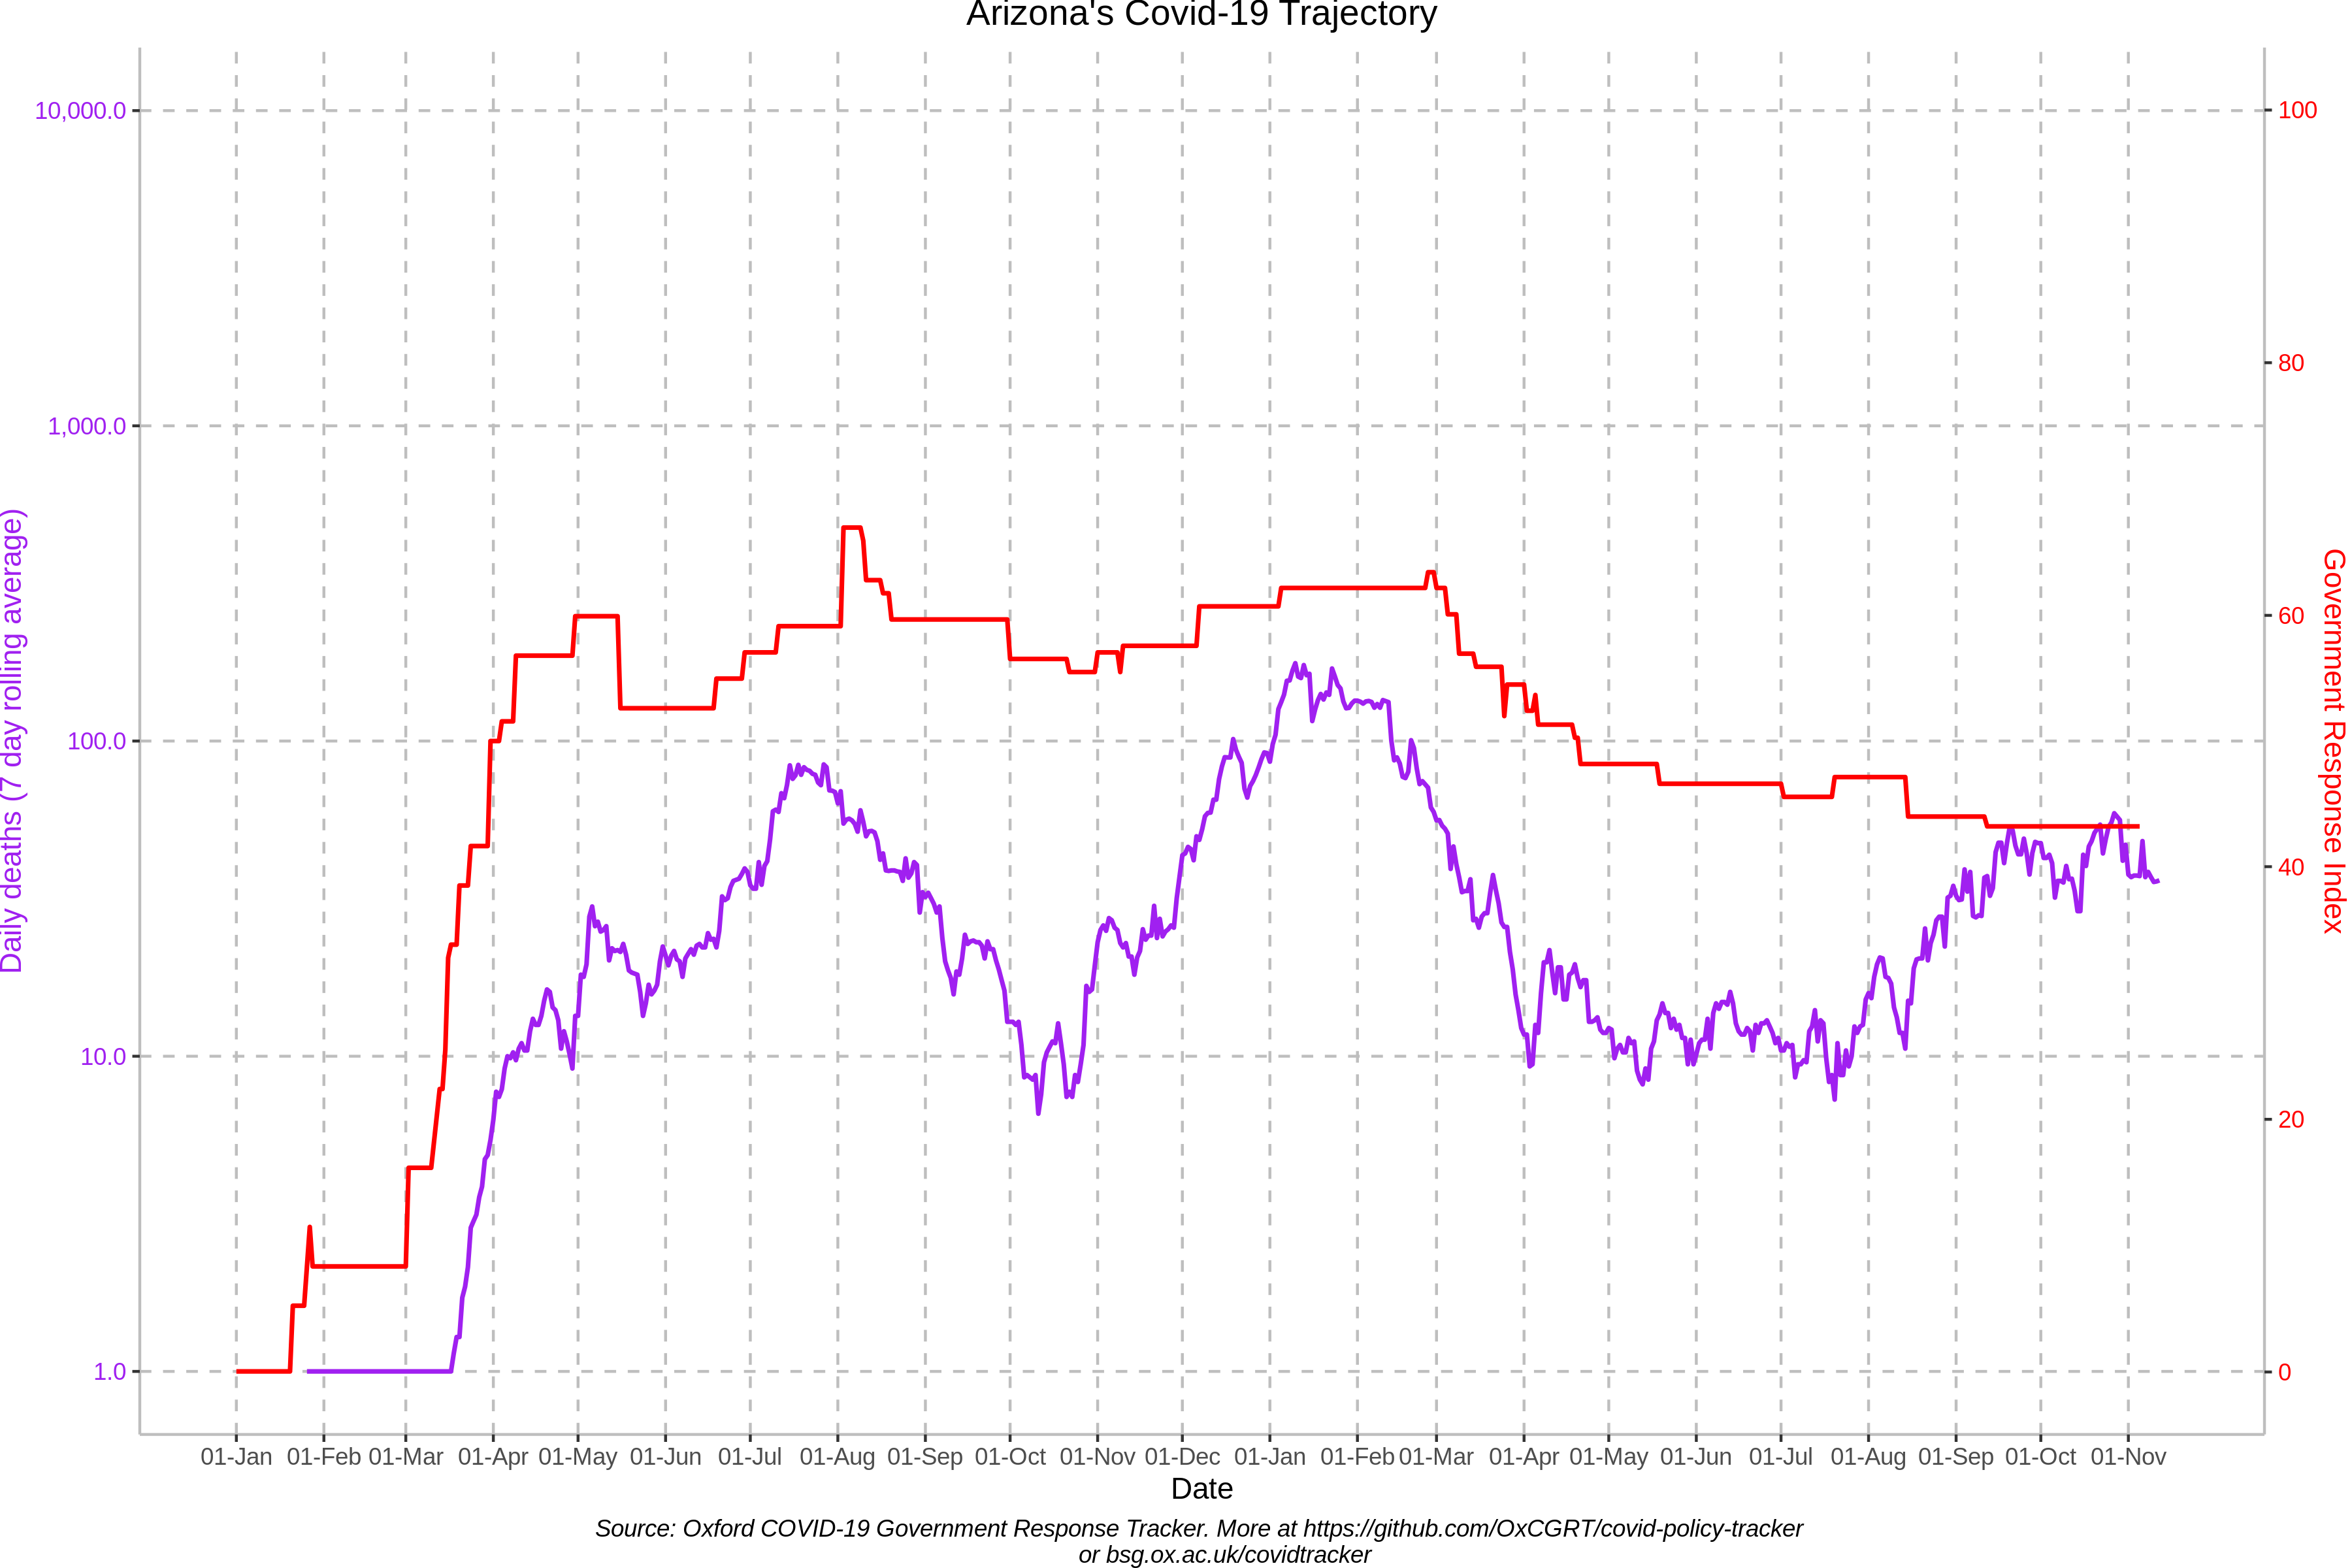 Arizona's Covid-19 Trajectory
10,000.0
1,000.0
100.0
10.0
1.0
Daily deaths (7 day rolling average)
100
80
60
40
20
0
Government Response Index
01-Jan 01-Feb 01-Mar 01-Apr 01-May 01-Jun 01-Jul 01-Aug 01-Sep 01-Oct 01-Nov 01-Dec 01-Jan 01-Feb 01-Mar 01-Apr 01-May 01-Jun 01-Jul 01-Aug 01-Sep 01-Oct 01-Nov
Date
Source: Oxford COVID-19 Government Response Tracker. More at https://github.com/OxCGRT/covid-policy-tracker
or bsg.ox.ac.uk/covidtracker